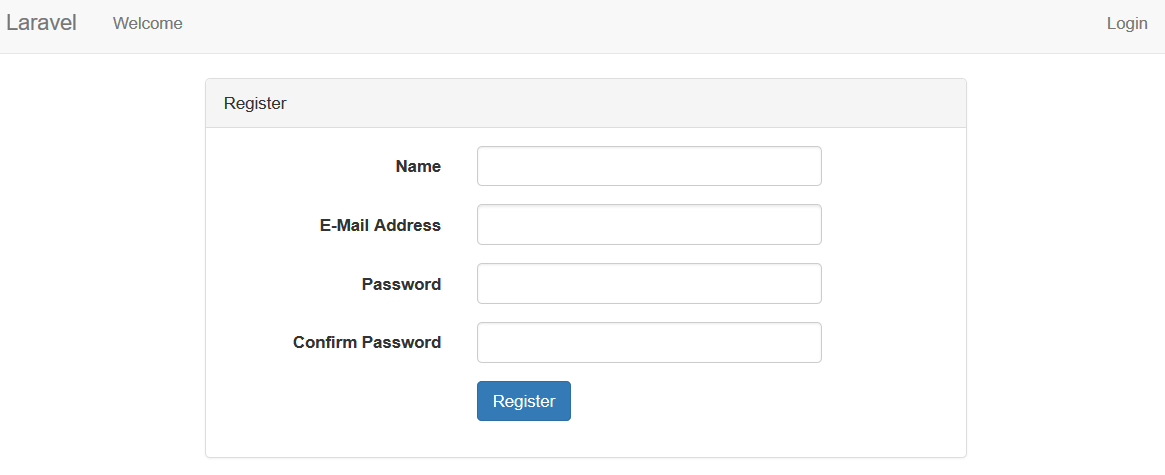 Laravel Welcome Login
Register
Name
E-Mail Address
Password
Confirm Password
Register